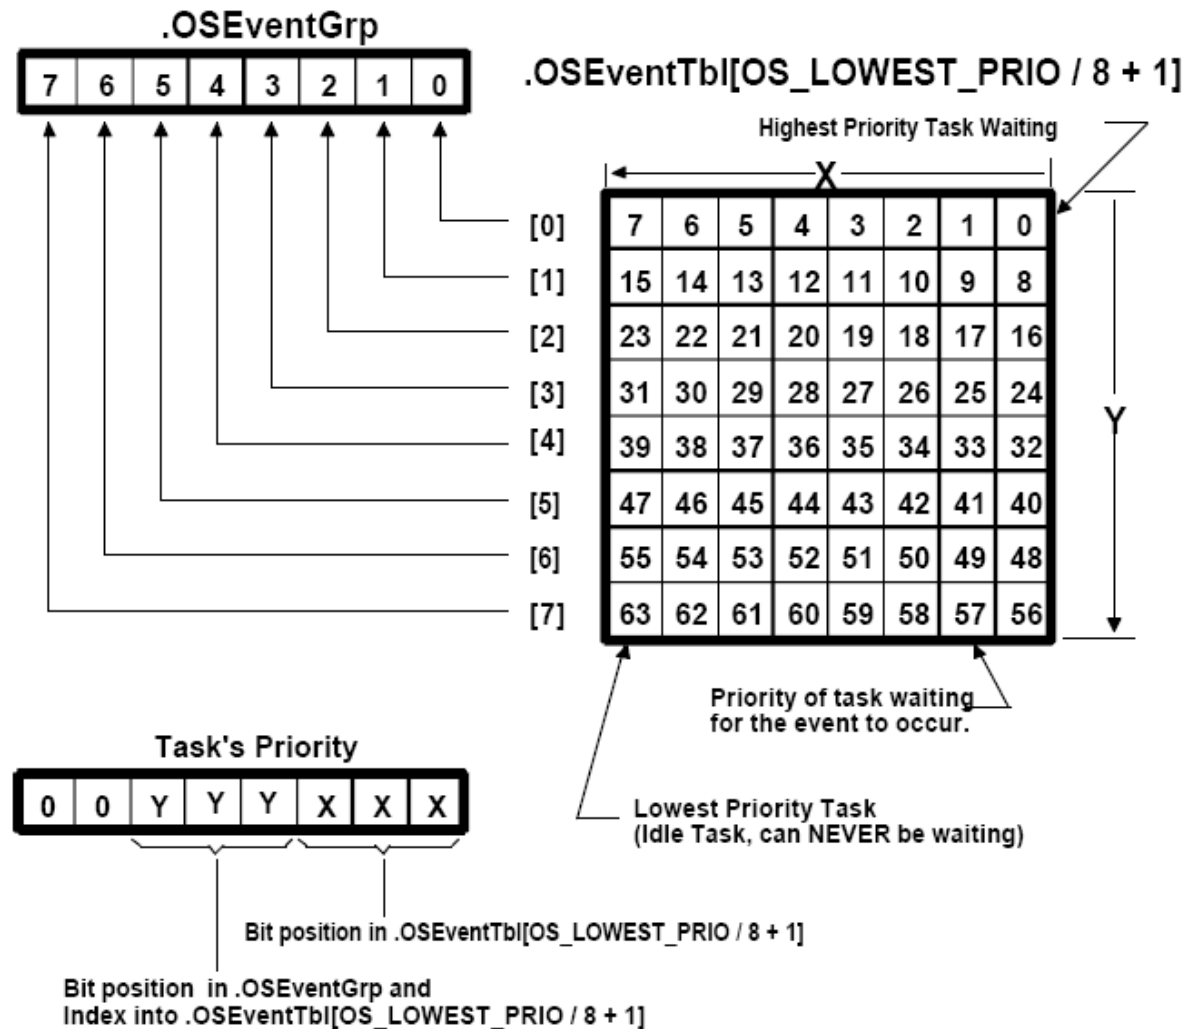 .OSEventGrp
7 6 5 4 3 2 1 0
.OSEventTbl[OS_LOWEST_PRIO / 8 + 1]
Highest Priority Task Waiting
X
[0] 7 6 5 4 3 2 1 0
[1] 15 14 13 12 11 10 9 8
[2] 23 22 21 20 19 18 17 16
[3] 31 30 29 28 27 26 25 24
[4] 39 38 37 36 35 34 33 32
[5] 47 46 45 44 43 42 41 40
[6] 55 54 53 52 51 50 49 48
[7] 63 62 61 60 59 58 57 56
Y
Priority of task waiting
for the event to occur.
Lowest Priority Task
(Idle Task, can NEVER be waiting)
Task's Priority
0 0 Y Y Y X X X
Bit position in .OSEventTbl[OS_LOWEST_PRIO / 8 + 1]
Bit position in .OSEventGrp and
Index into .OSEventTbl[OS_LOWEST_PRIO / 8 + 1]